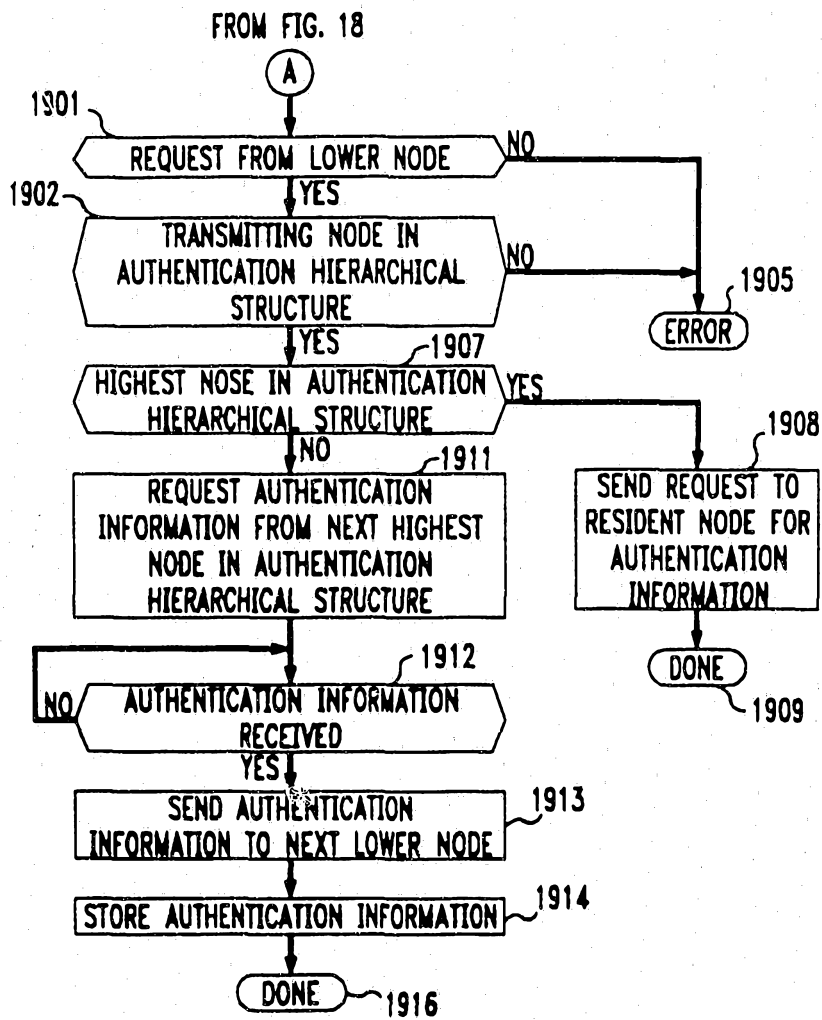 FROM FIG. 18
A
1901
REQUEST FROM LOWER NODE
NO
YES
1902
TRANSMITTING NODE IN
AUTHENTICATION HIERARCHICAL
STRUCTURE
NO
1905
ERROR
YES
1907
HIGHEST NOSE IN AUTHENTICATION
HIERARCHICAL STRUCTURE
YES
NO
1908
SEND REQUEST TO
RESIDENT NODE FOR
AUTHENTICATION
INFORMATION
1911
REQUEST AUTHENTICATION
INFORMATION FROM NEXT HIGHEST
NODE IN AUTHENTICATION
HIERARCHICAL STRUCTURE
DONE
1909
1912
AUTHENTICATION INFORMATION
RECEIVED
NO
YES
SEND AUTHENTICATION
INFORMATION TO NEXT LOWER NODE
1913
STORE AUTHENTICATION INFORMATION
1914
DONE
1916